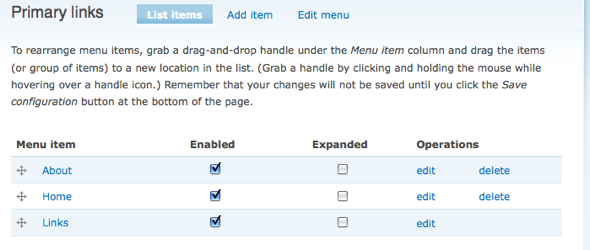 Primary links List items Add item Edit menu
To rearrange menu items, grab a drag-and-drop handle under the Menu item column and drag the items
(or group of items) to a new location in the list. (Grab a handle by clicking and holding the mouse while
hovering over a handle icon.) Remember that your changes will not be saved until you click the Save
configuration button at the bottom of the page.
Menu item Enabled Expanded Operations
About edit delete
Home edit delete
Links edit